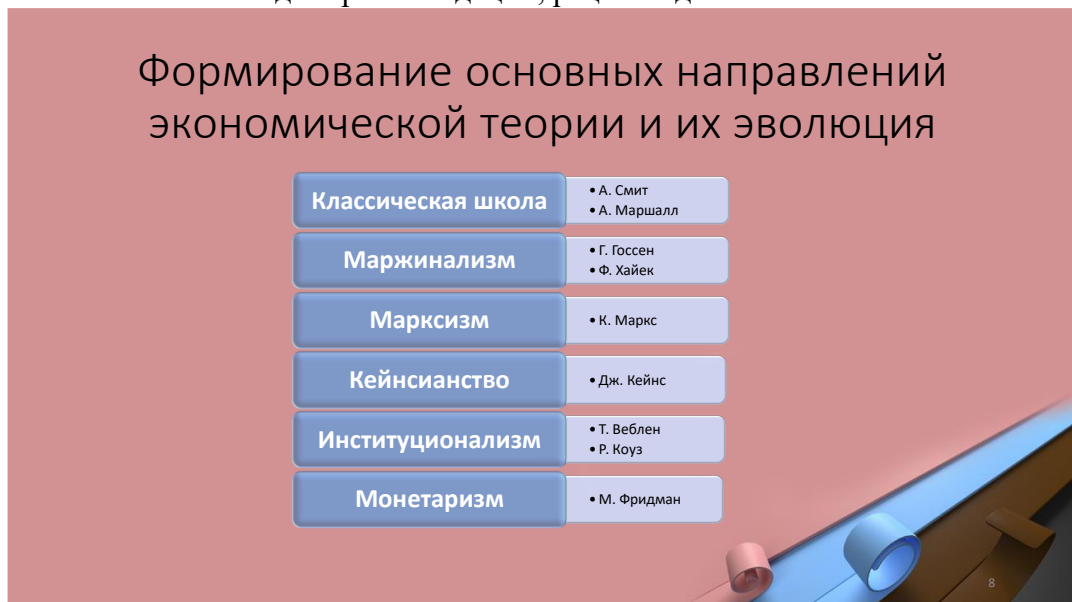 Формирование основных направлений
экономической теории и их эволюция
Классическая школа
• А. Смит
• А. Маршалл
Маржинализм
• Г. Госсен
• Ф. Хайек
Марксизм
• К. Маркс
Кейнсианство
• Дж. Кейнс
Институционализм
• Т. Веблен
• Р. Коуз
Монетаризм
• М. Фридман
8